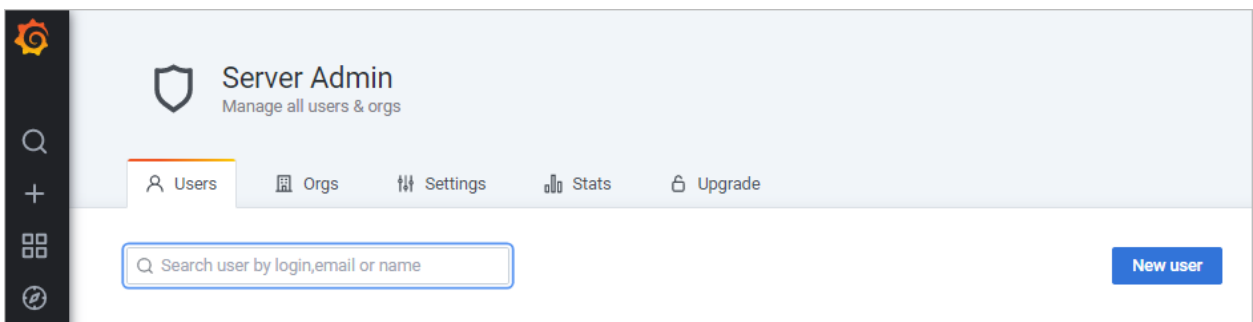 Server Admin
Manage all users & orgs
Users Orgs Settings Stats Upgrade
Search user by login,email or name
New user